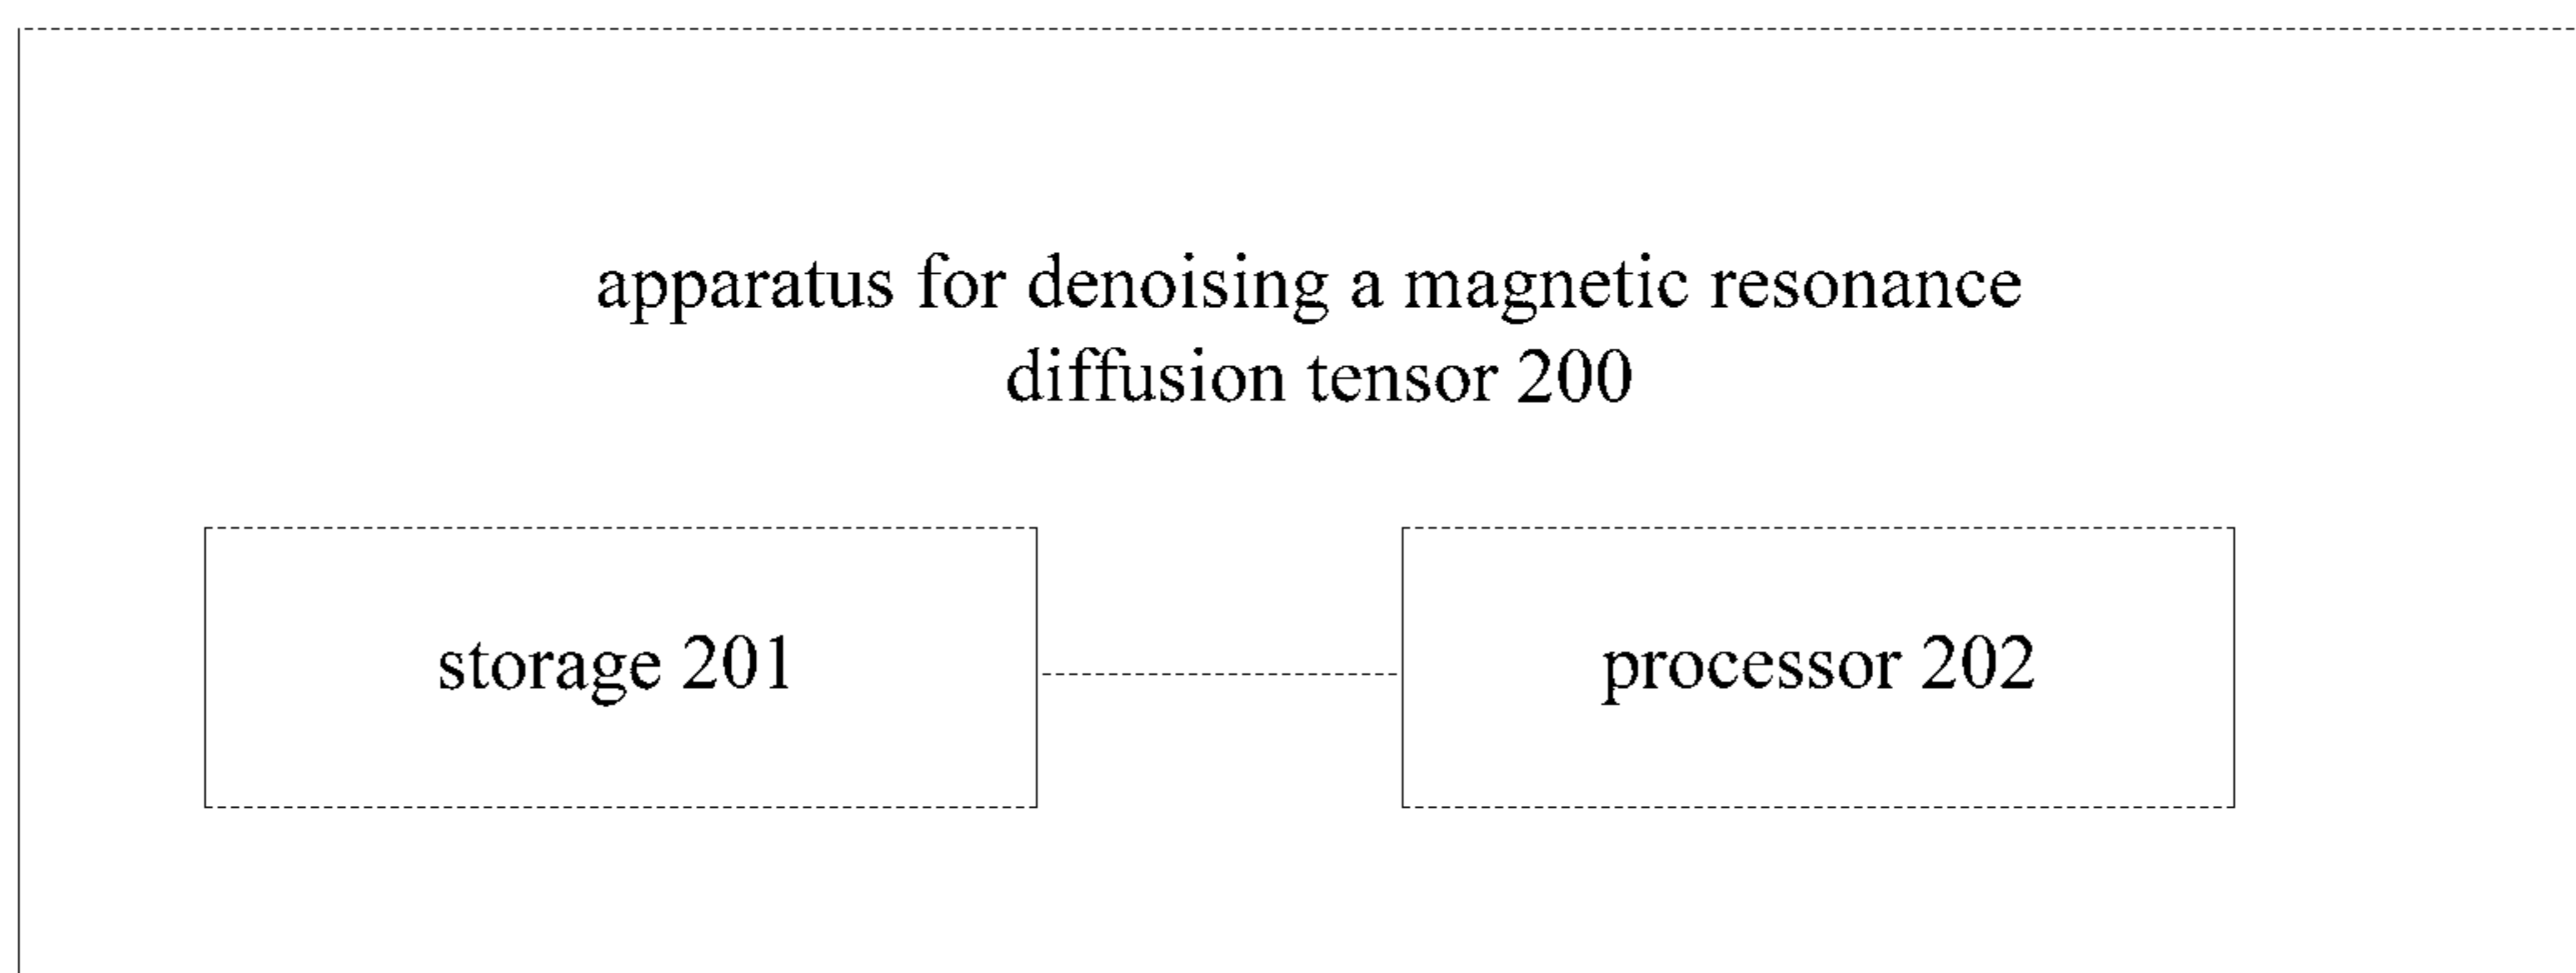 apparatus for denoising a magnetic resonance
diffusion tensor 200
storage 201
processor 202